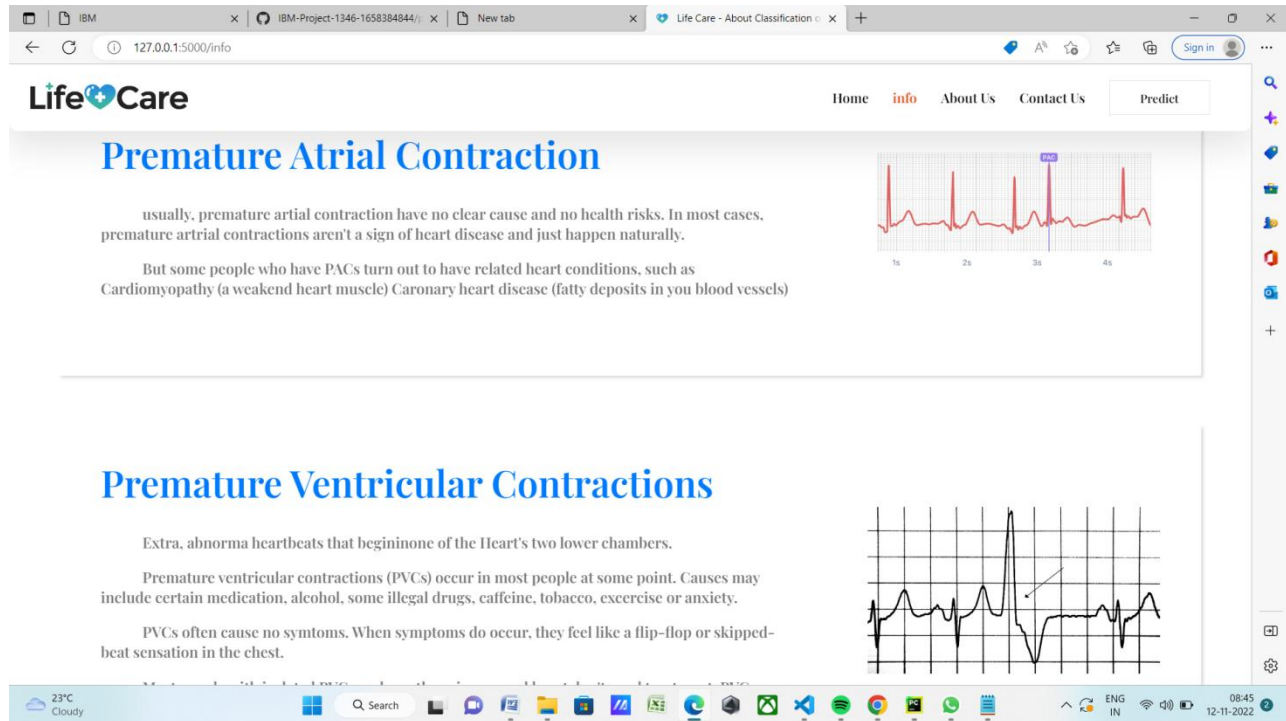 IBM
IBM-Project-1346-1658384844/
New tab
Life Care - About Classification o
127.0.0.1:5000/info
Sign in
Life Care
Home info About Us Contact Us Predict
Premature Atrial Contraction
usually, premature artial contraction have no clear cause and no health risks. In most cases,
premature artrial contractions aren't a sign of heart disease and just happen naturally.
But some people who have PACs turn out to have related heart conditions, such as
Cardiomyopathy (a weakend heart muscle) Caronary heart disease (fatty deposits in you blood vessels)
PAC
1s 2s 3s 4s
Premature Ventricular Contractions
Extra, abnorma heartbeats that begininone of the Heart's two lower chambers.
Premature ventricular contractions (PVCs) occur in most people at some point. Causes may
include certain medication, alcohol, some illegal drugs, caffeine, tobacco, excercise or anxiety.
PVCs often cause no symtoms. When symptoms do occur, they feel like a flip-flop or skipped-
beat sensation in the chest.
23°C
Cloudy
Search
ENG
IN
08:45
12-11-2022
2